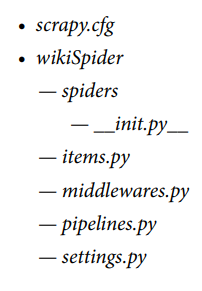 • scrapy.cfg
• wikiSpider
— spiders
— __init.py__
— items.py
— middlewares.py
— pipelines.py
— settings.py